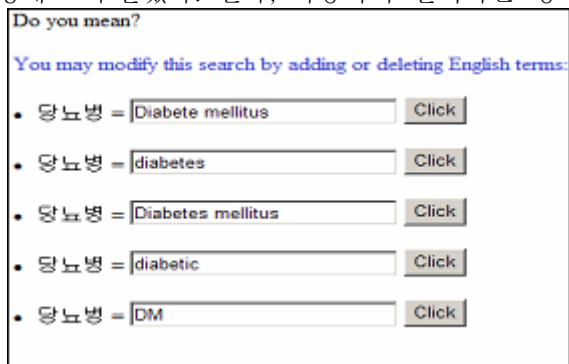 Do you mean?
You may modify this search by adding or deleting English terms:
• 당뇨병 = Diabete mellitus Click
• 당뇨병 = diabetes Click
• 당뇨병 = Diabetes mellitus Click
• 당뇨병 = diabetic Click
• 당뇨병 = DM Click